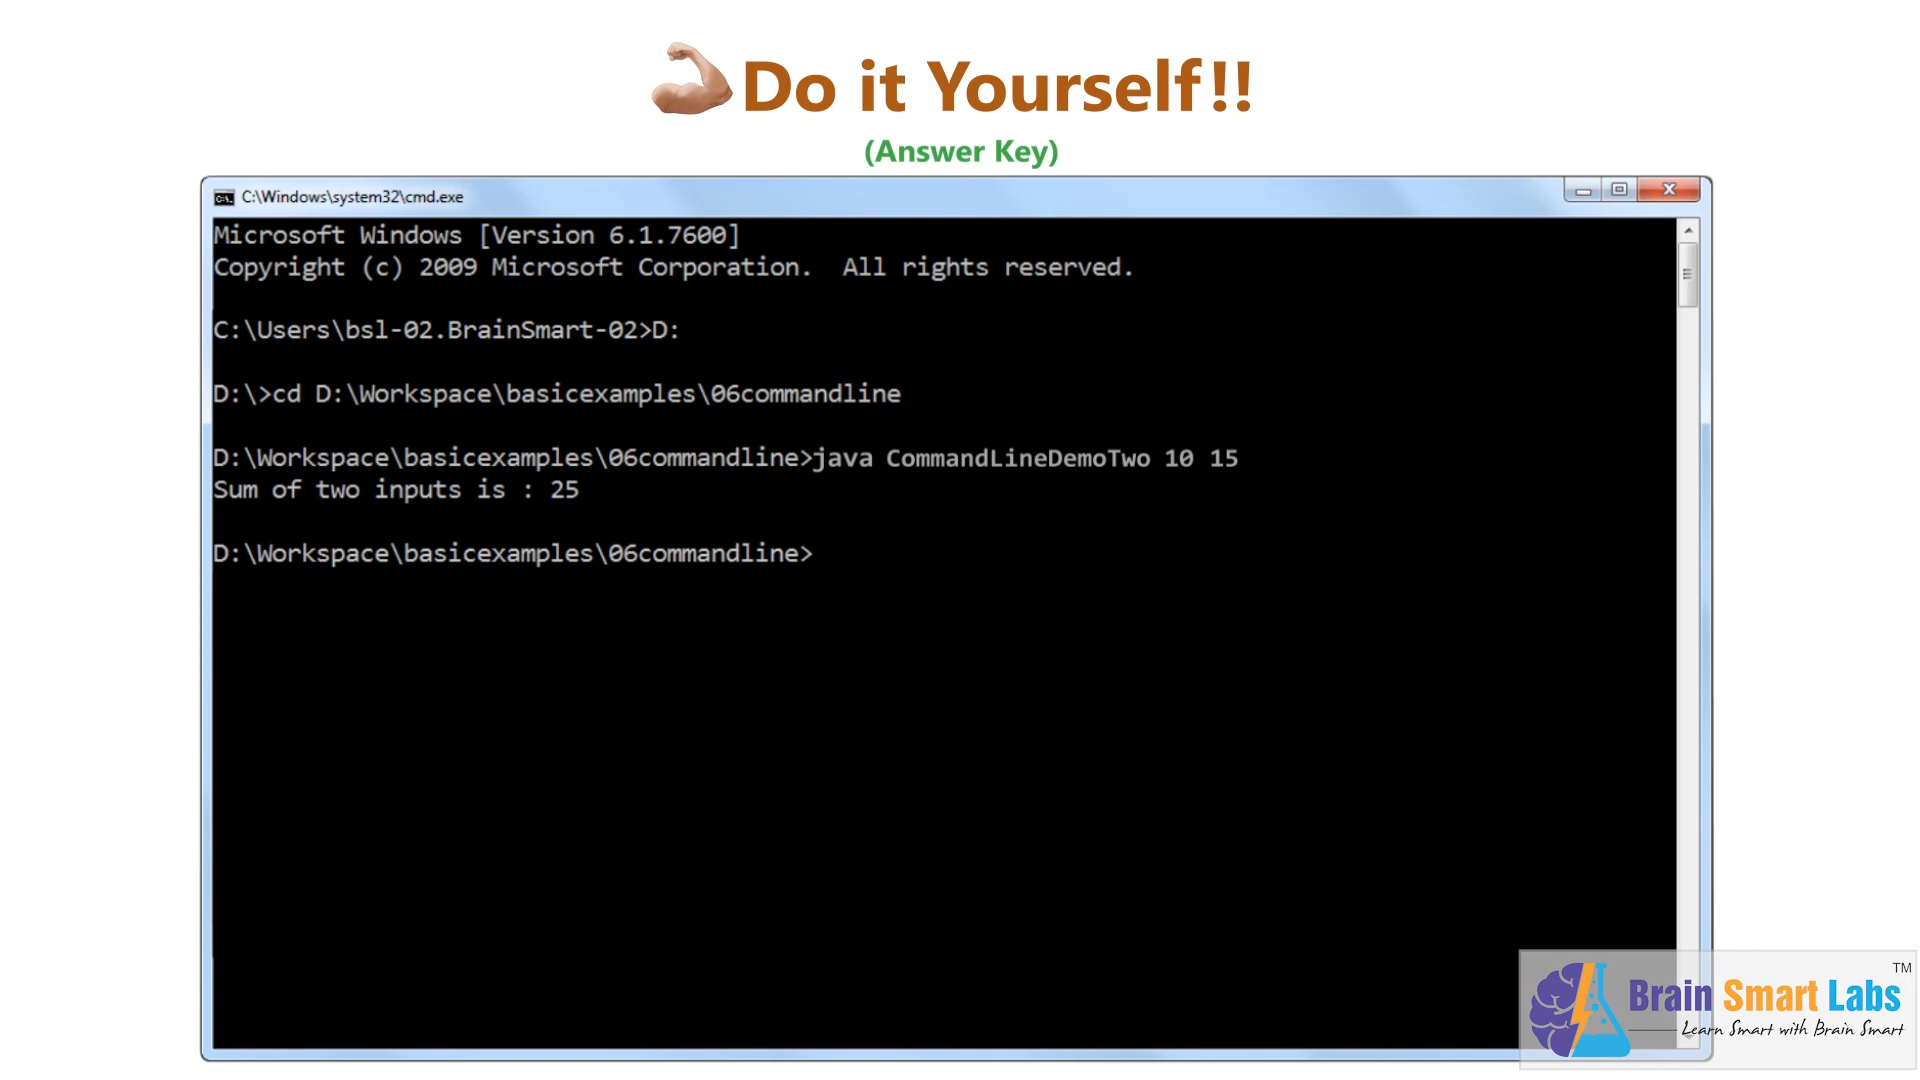 Do it Yourself!!
(Answer Key)
C:\Windows\system32\cmd.exe
Microsoft Windows [Version 6.1.7600]
Copyright (c) 2009 Microsoft Corporation.  All rights reserved.
C:\Users\bsl-02.BrainSmart-02>D:
D:\>cd D:\Workspace\basicexamples\06commandline
D:\Workspace\basicexamples\06commandline>java CommandLineDemoTwo 10 15
Sum of two inputs is : 25
D:\Workspace\basicexamples\06commandline>
Brain Smart Labs TM
Learn Smart with Brain Smart